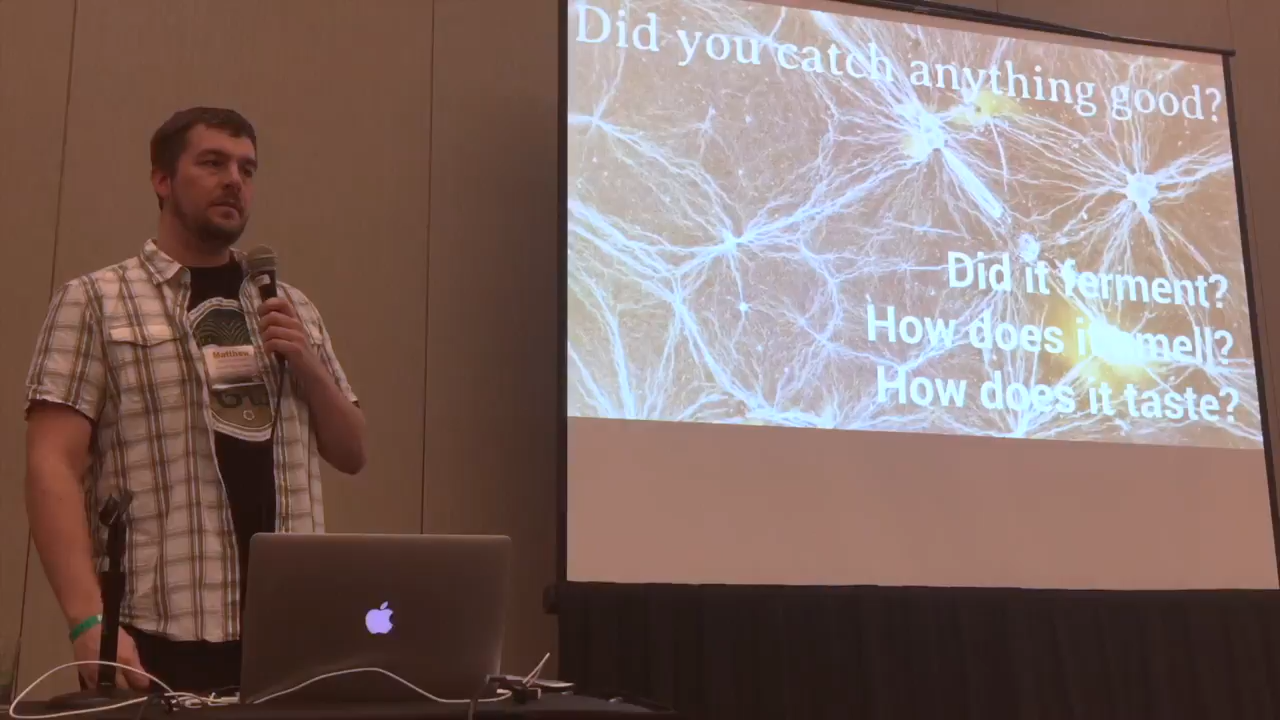 Did you catch anything good?
Did it ferment?
How does it smell?
How does it taste?
Matthew